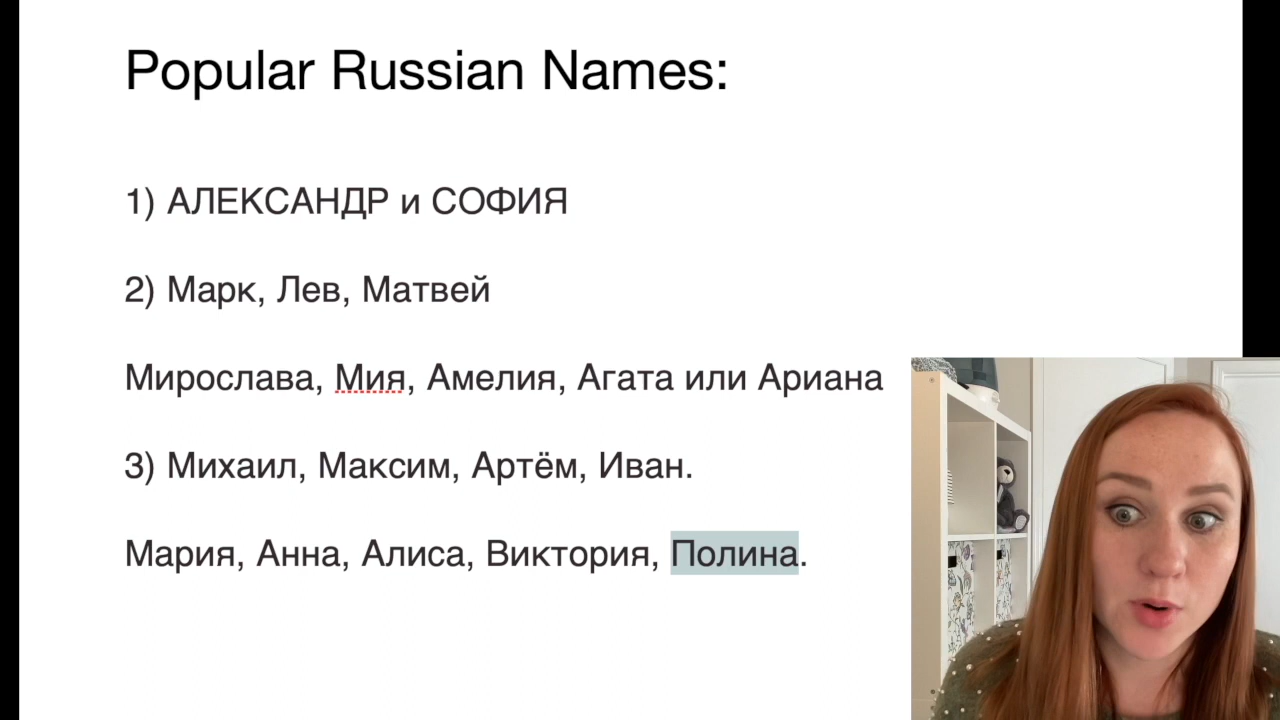 Popular Russian Names:
1) АЛЕКСАНДР и СОФИЯ
2) Марк, Лев, Матвей
Мирослава, Мия, Амелия, Агата или Ариана
3) Михаил, Максим, Артём, Иван.
Мария, Анна, Алиса, Виктория, Полина.